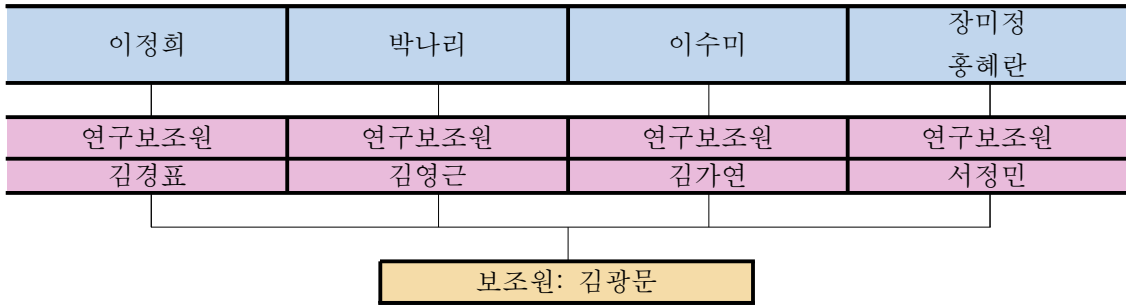 이정희 박나리 이수미 장미정
홍혜란
연구보조원 연구보조원 연구보조원 연구보조원
김경표 김영근 김가연 서정민
보조원: 김광문